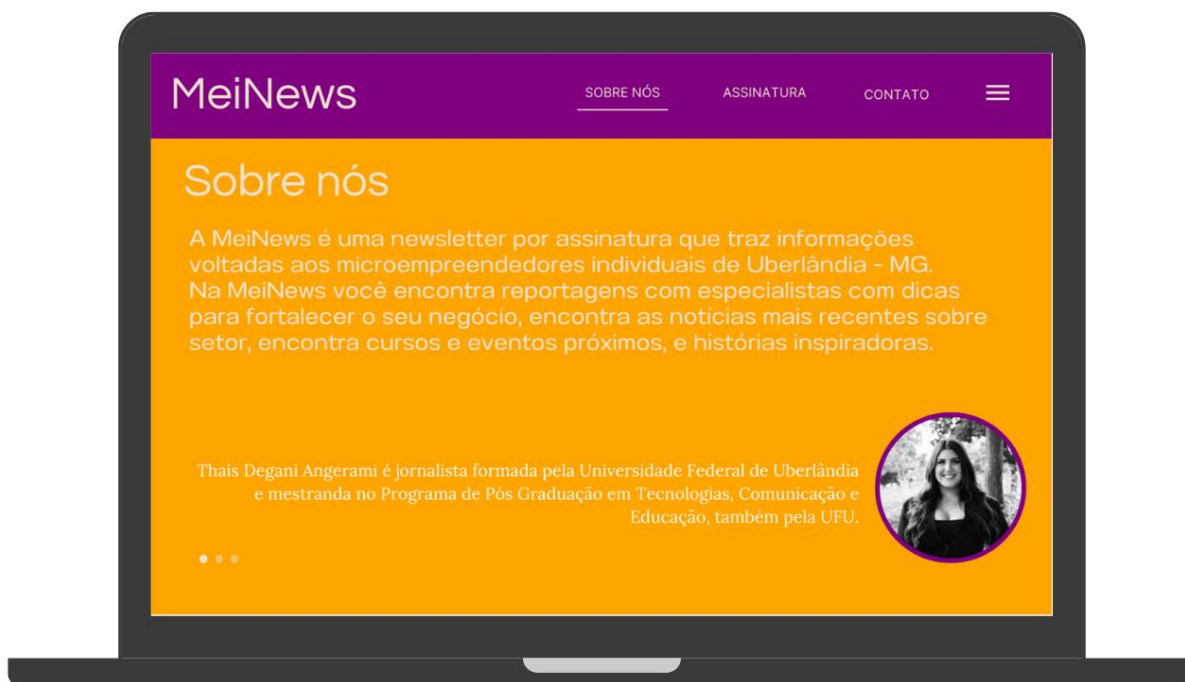 MeiNews
SOBRE NÓS
ASSINATURA
CONTATO
Sobre nós
A MeiNews é uma newsletter por assinatura que traz informações
voltadas aos microempreendedores individuais de Uberlândia - MG.
Na MeiNews você encontra reportagens com especialistas com dicas
para fortalecer o seu negócio, encontra as notícias mais recentes sobre
setor, encontra cursos e eventos próximos, e histórias inspiradoras.
Thaís Degani Angerami é jornalista formada pela Universidade Federal de Uberlândia
e mestranda no Programa de Pós Graduação em Tecnologias, Comunicação e
Educação, também pela UFU.